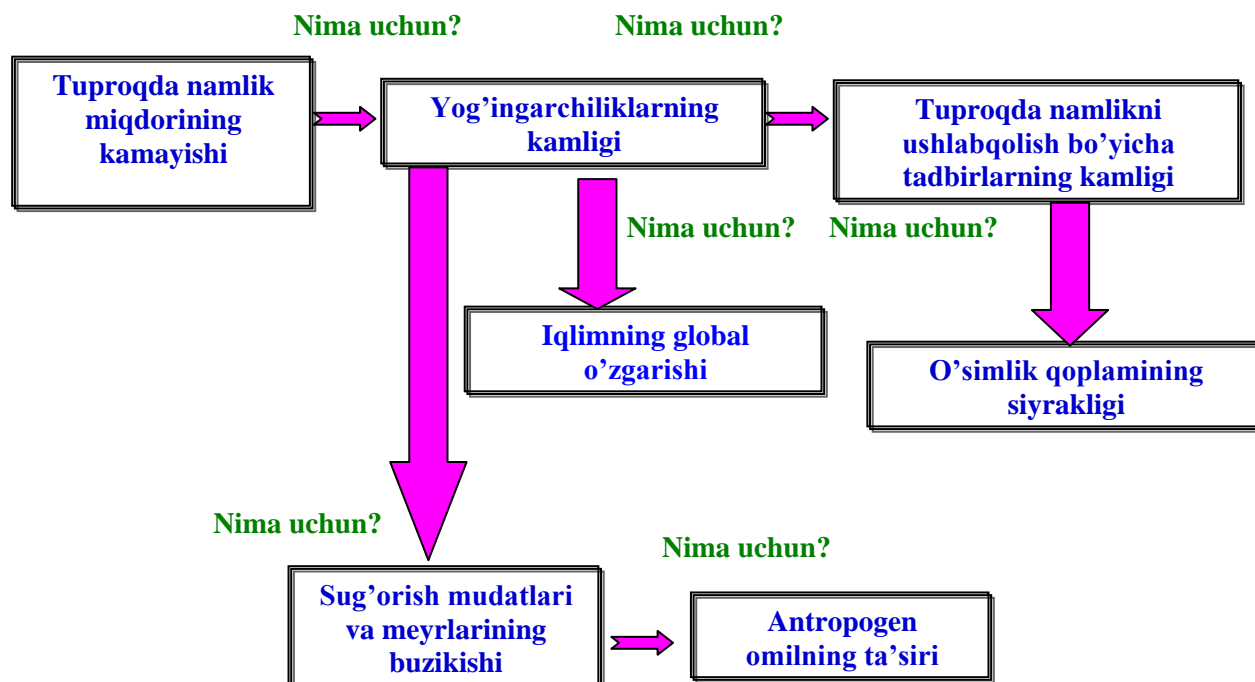 Nima uchun?
Nima uchun?
Tuproqda namlik
miqdorining
kamayishi
Yog’ingarchiliklarning
kamligi
Tuproqda namlikni
ushlabqolish bo’yicha
tadbirlarning kamligi
Nima uchun?
Nima uchun?
Iqlimning global
o’zgarishi
O’simlik qoplamining
siyrakligi
Nima uchun?
Nima uchun?
Sug’orish mudatlari
va meyrlarining
buzikishi
Antropogen
omilning ta’siri